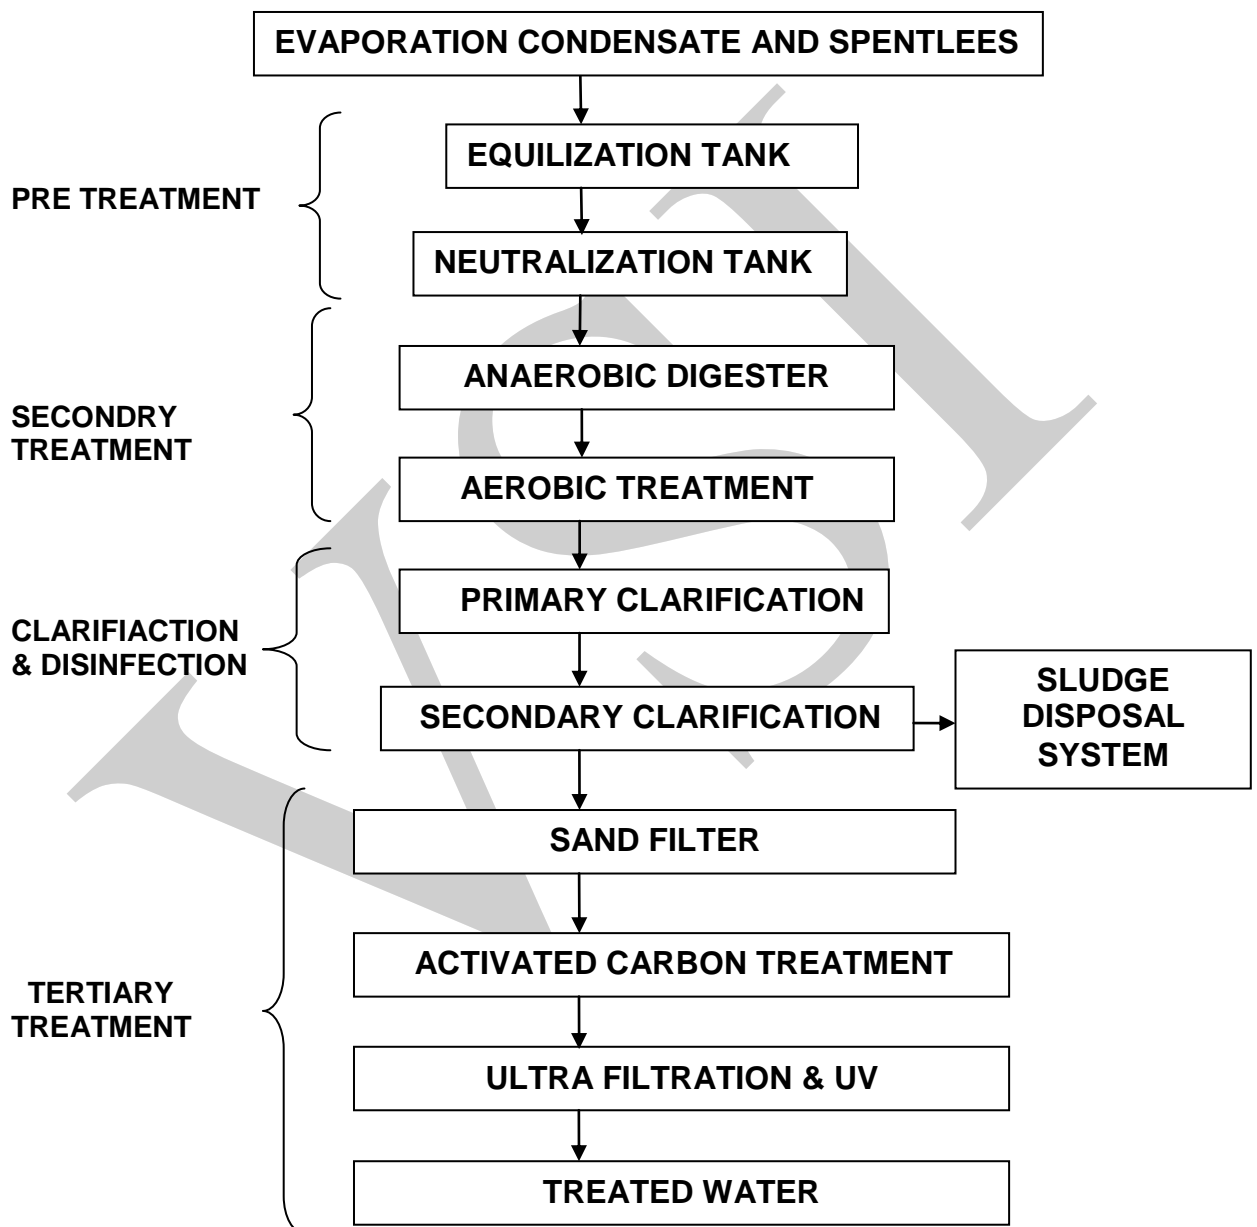 EVAPORATION CONDENSATE AND SPENTLEES
EQUILIZATION TANK
PRE TREATMENT
NEUTRALIZATION TANK
ANAEROBIC DIGESTER
SECONDRY
TREATMENT
AEROBIC TREATMENT
PRIMARY CLARIFICATION
CLARIFIACTION
& DISINFECTION
SECONDARY CLARIFICATION
SLUDGE
DISPOSAL
SYSTEM
SAND FILTER
ACTIVATED CARBON TREATMENT
TERTIARY
TREATMENT
ULTRA FILTRATION & UV
TREATED WATER
VSI